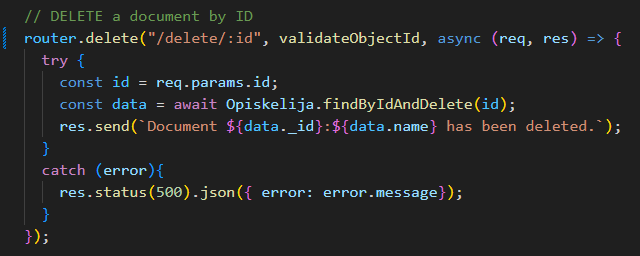 // DELETE a document by ID
router.delete("/delete/:id", validateObjectId, async (req, res) => {
  try {
    const id = req.params.id;
    const data = await Opiskelija.findByIdAndDelete(id);
    res.send(`Document ${data._id}:${data.name} has been deleted.`);
  }
  catch (error){
    res.status(500).json({ error: error.message});
  }
});